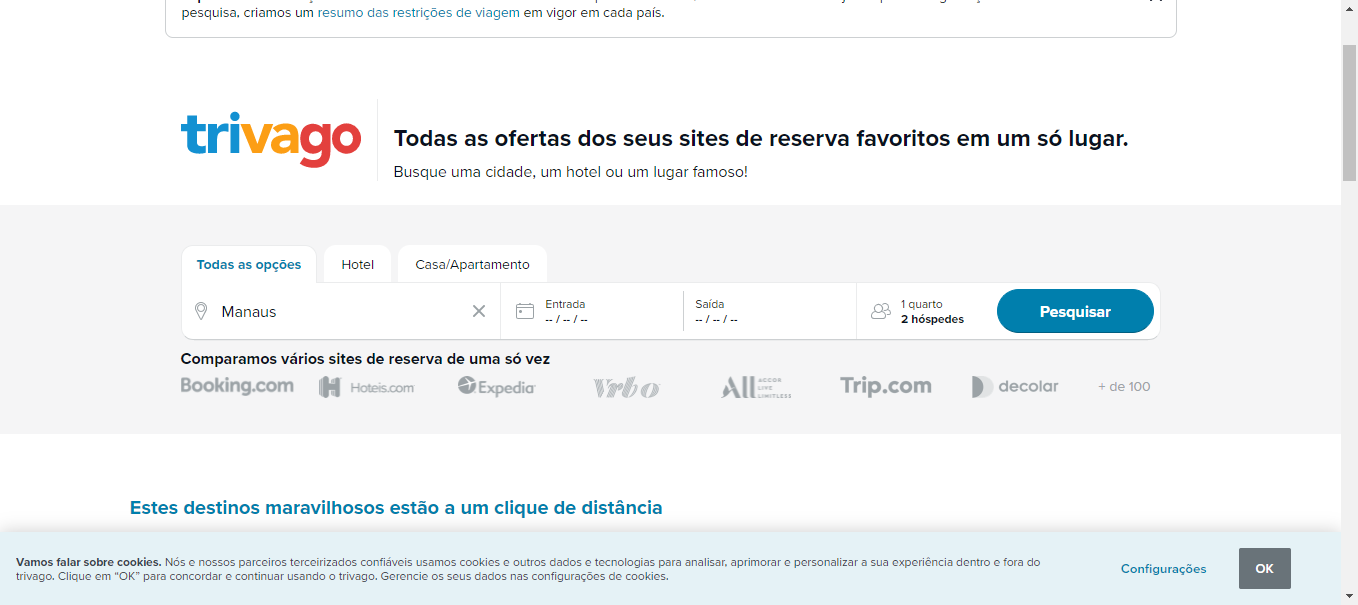 pesquisa, criamos um resumo das restrições de viagem em vigor em cada país.
trivago
Todas as ofertas dos seus sites de reserva favoritos em um só lugar.
Busque uma cidade, um hotel ou um lugar famoso!
Todas as opções
Hotel
Casa/Apartamento
Manaus
Entrada
-- / -- / --
Saída
-- / -- / --
1 quarto
2 hóspedes
Pesquisar
Comparamos vários sites de reserva de uma só vez
Booking.com
Hoteis.com
Expedia
Vrbo
ALL ACCOR LIVE LIMITLESS
Trip.com
decolar
+ de 100
Estes destinos maravilhosos estão a um clique de distância
Vamos falar sobre cookies. Nós e nossos parceiros terceirizados confiáveis usamos cookies e outros dados e tecnologias para analisar, aprimorar e personalizar a sua experiência dentro e fora do
trivago. Clique em “OK” para concordar e continuar usando o trivago. Gerencie os seus dados nas configurações de cookies.
Configurações
OK